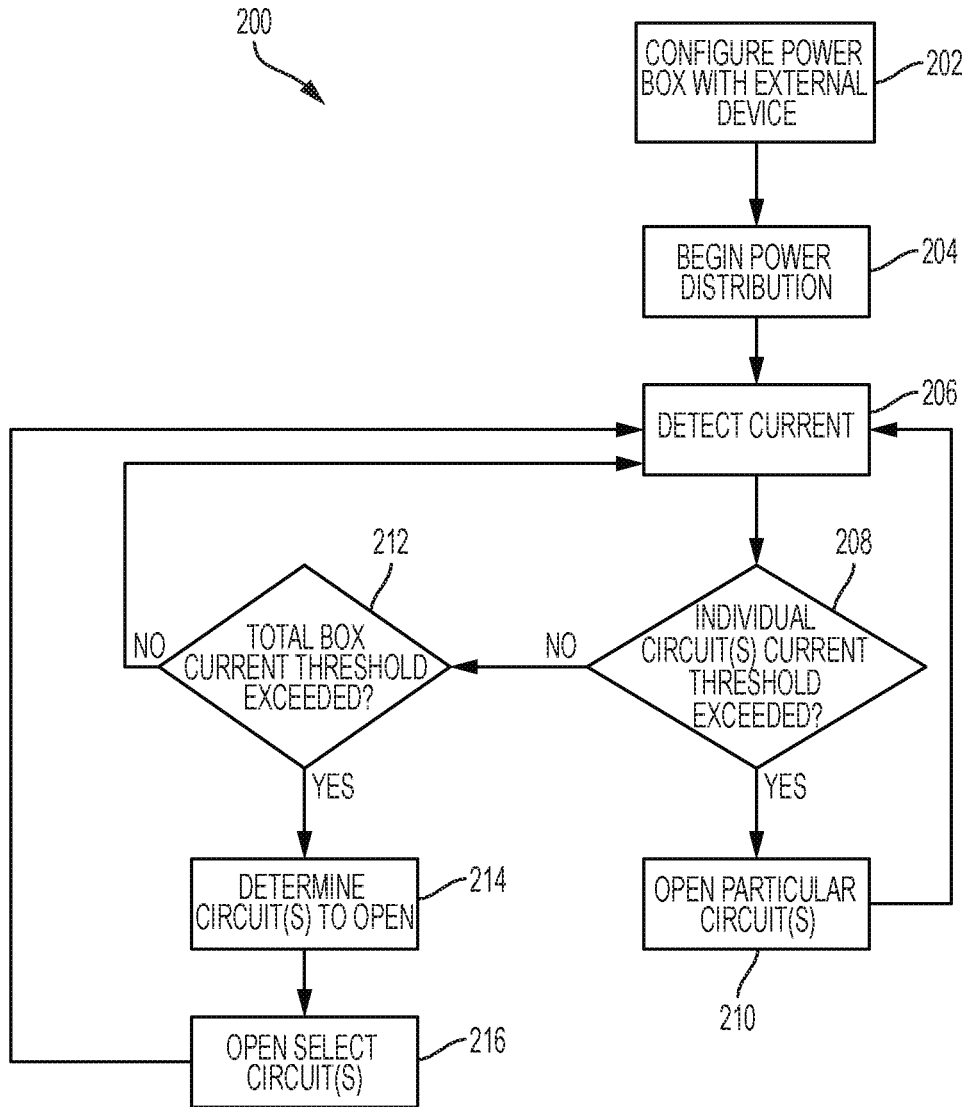 200
CONFIGURE POWER
BOX WITH EXTERNAL
DEVICE
202
BEGIN POWER
DISTRIBUTION
204
DETECT CURRENT
206
INDIVIDUAL
CIRCUIT(S) CURRENT
THRESHOLD
EXCEEDED?
208
NO
YES
TOTAL BOX
CURRENT THRESHOLD
EXCEEDED?
212
NO
YES
OPEN PARTICULAR
CIRCUIT(S)
210
DETERMINE
CIRCUIT(S) TO OPEN
214
OPEN SELECT
CIRCUIT(S)
216